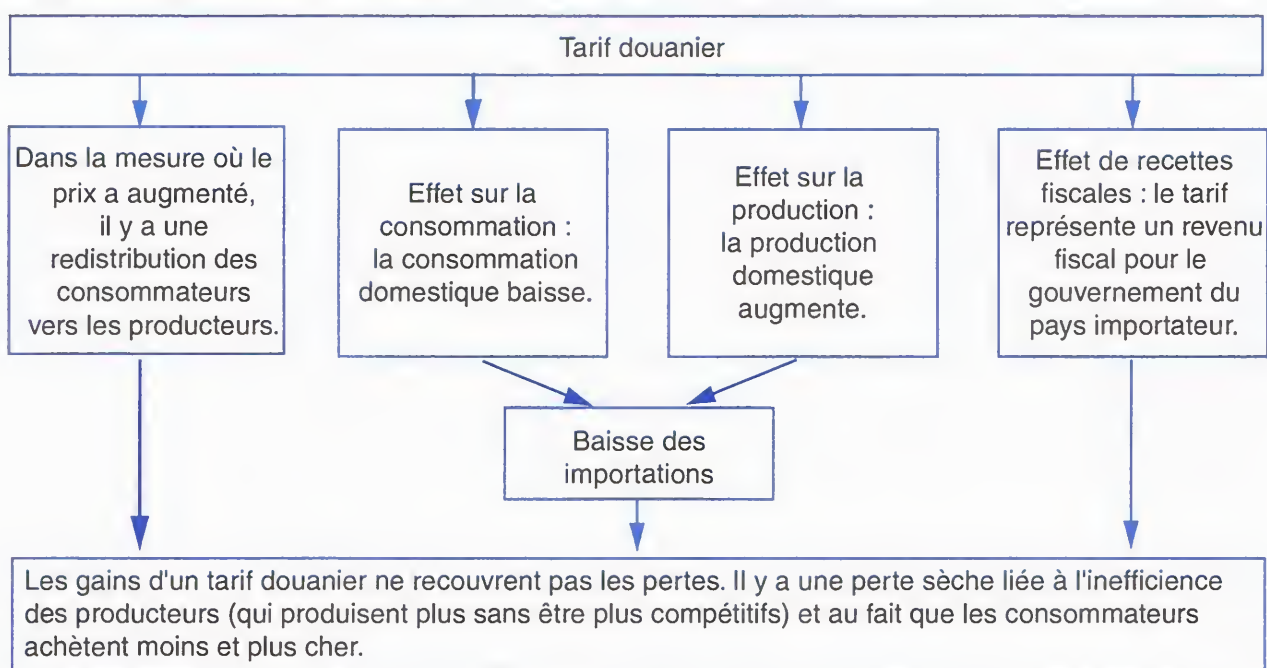 Tarif douanier
Dans la mesure où le
prix a augmenté,
il y a une
redistribution des
consommateurs
vers les producteurs.
Effet sur la
consommation :
la consommation
domestique baisse.
Effet sur la
production :
la production
domestique
augmente.
Effet de recettes
fiscales : le tarif
représente un revenu
fiscal pour le
gouvernement du
pays importateur.
Baisse des
importations
Les gains d'un tarif douanier ne recouvrent pas les pertes. Il y a une perte sèche liée à l'inefficience
des producteurs (qui produisent plus sans être plus compétitifs) et au fait que les consommateurs
achètent moins et plus cher.